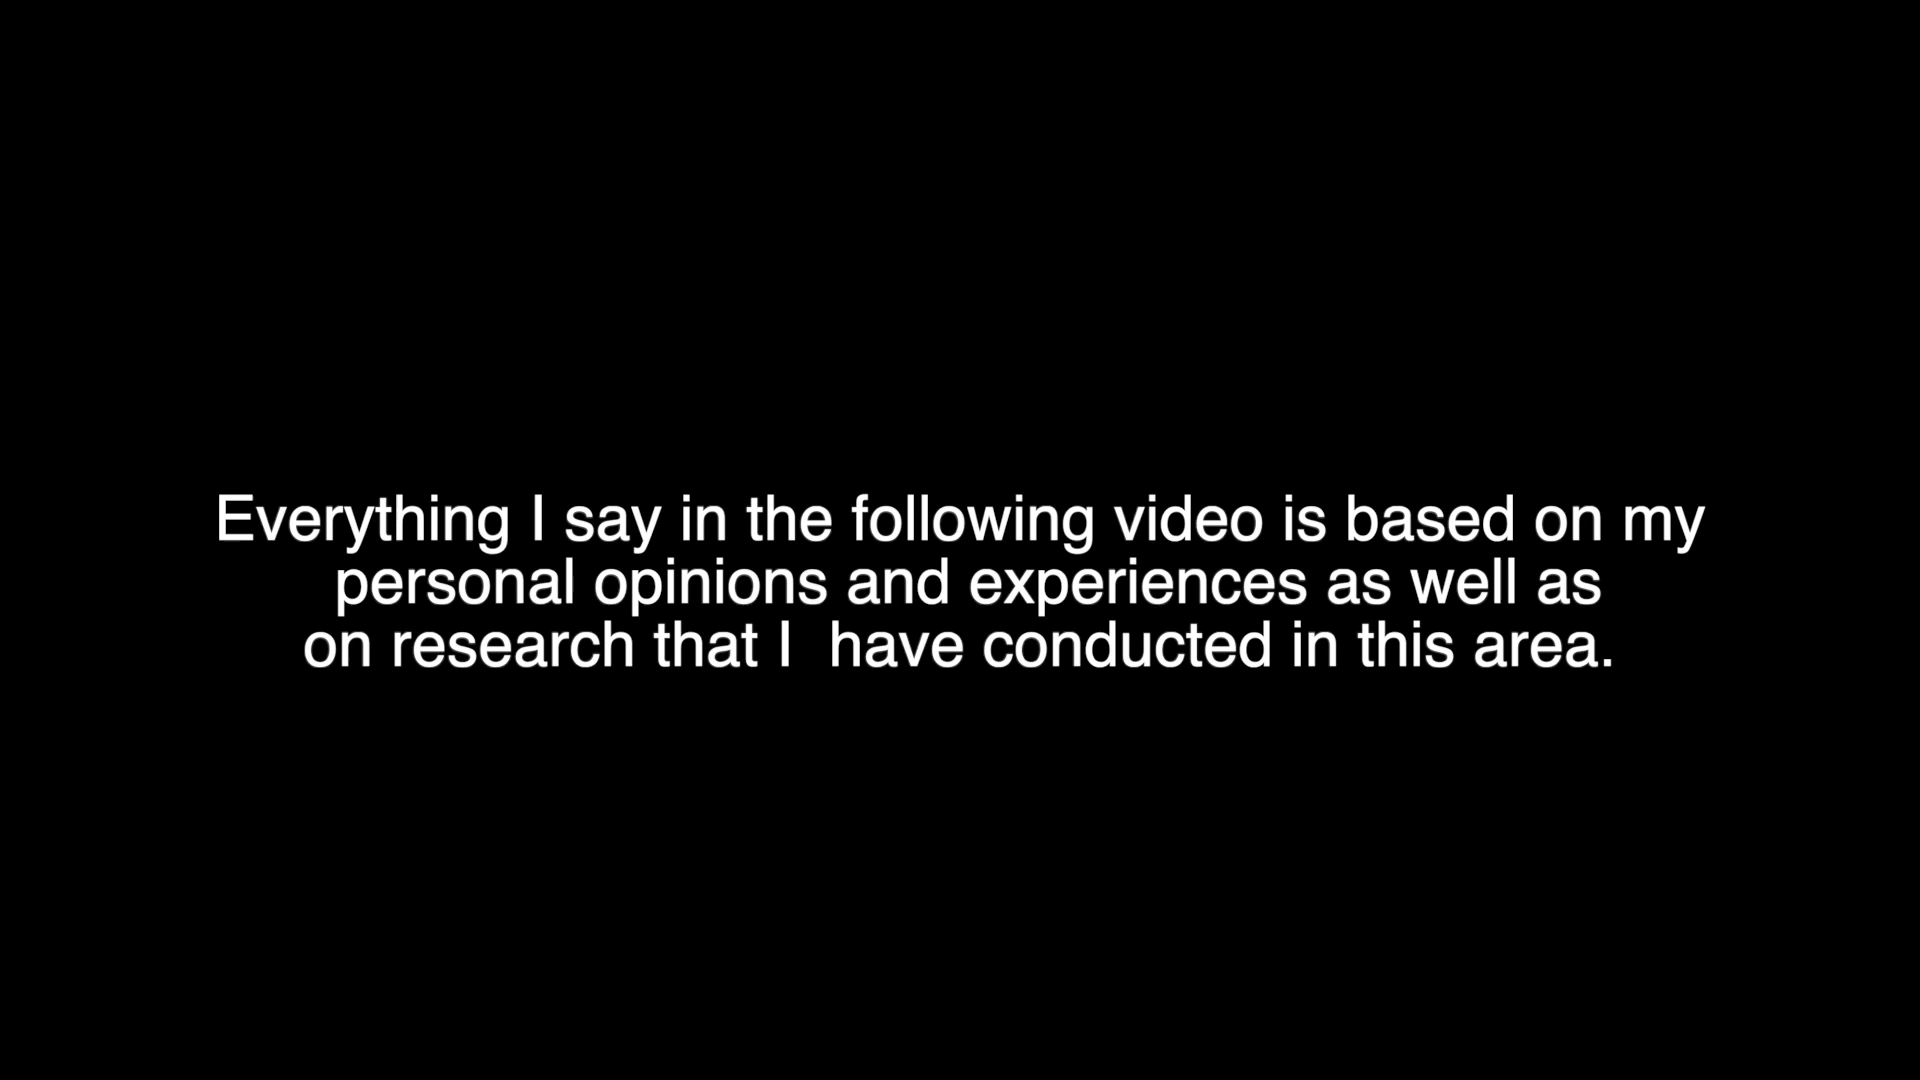 Everything I say in the following video is based on my
personal opinions and experiences as well as
on research that I  have conducted in this area.